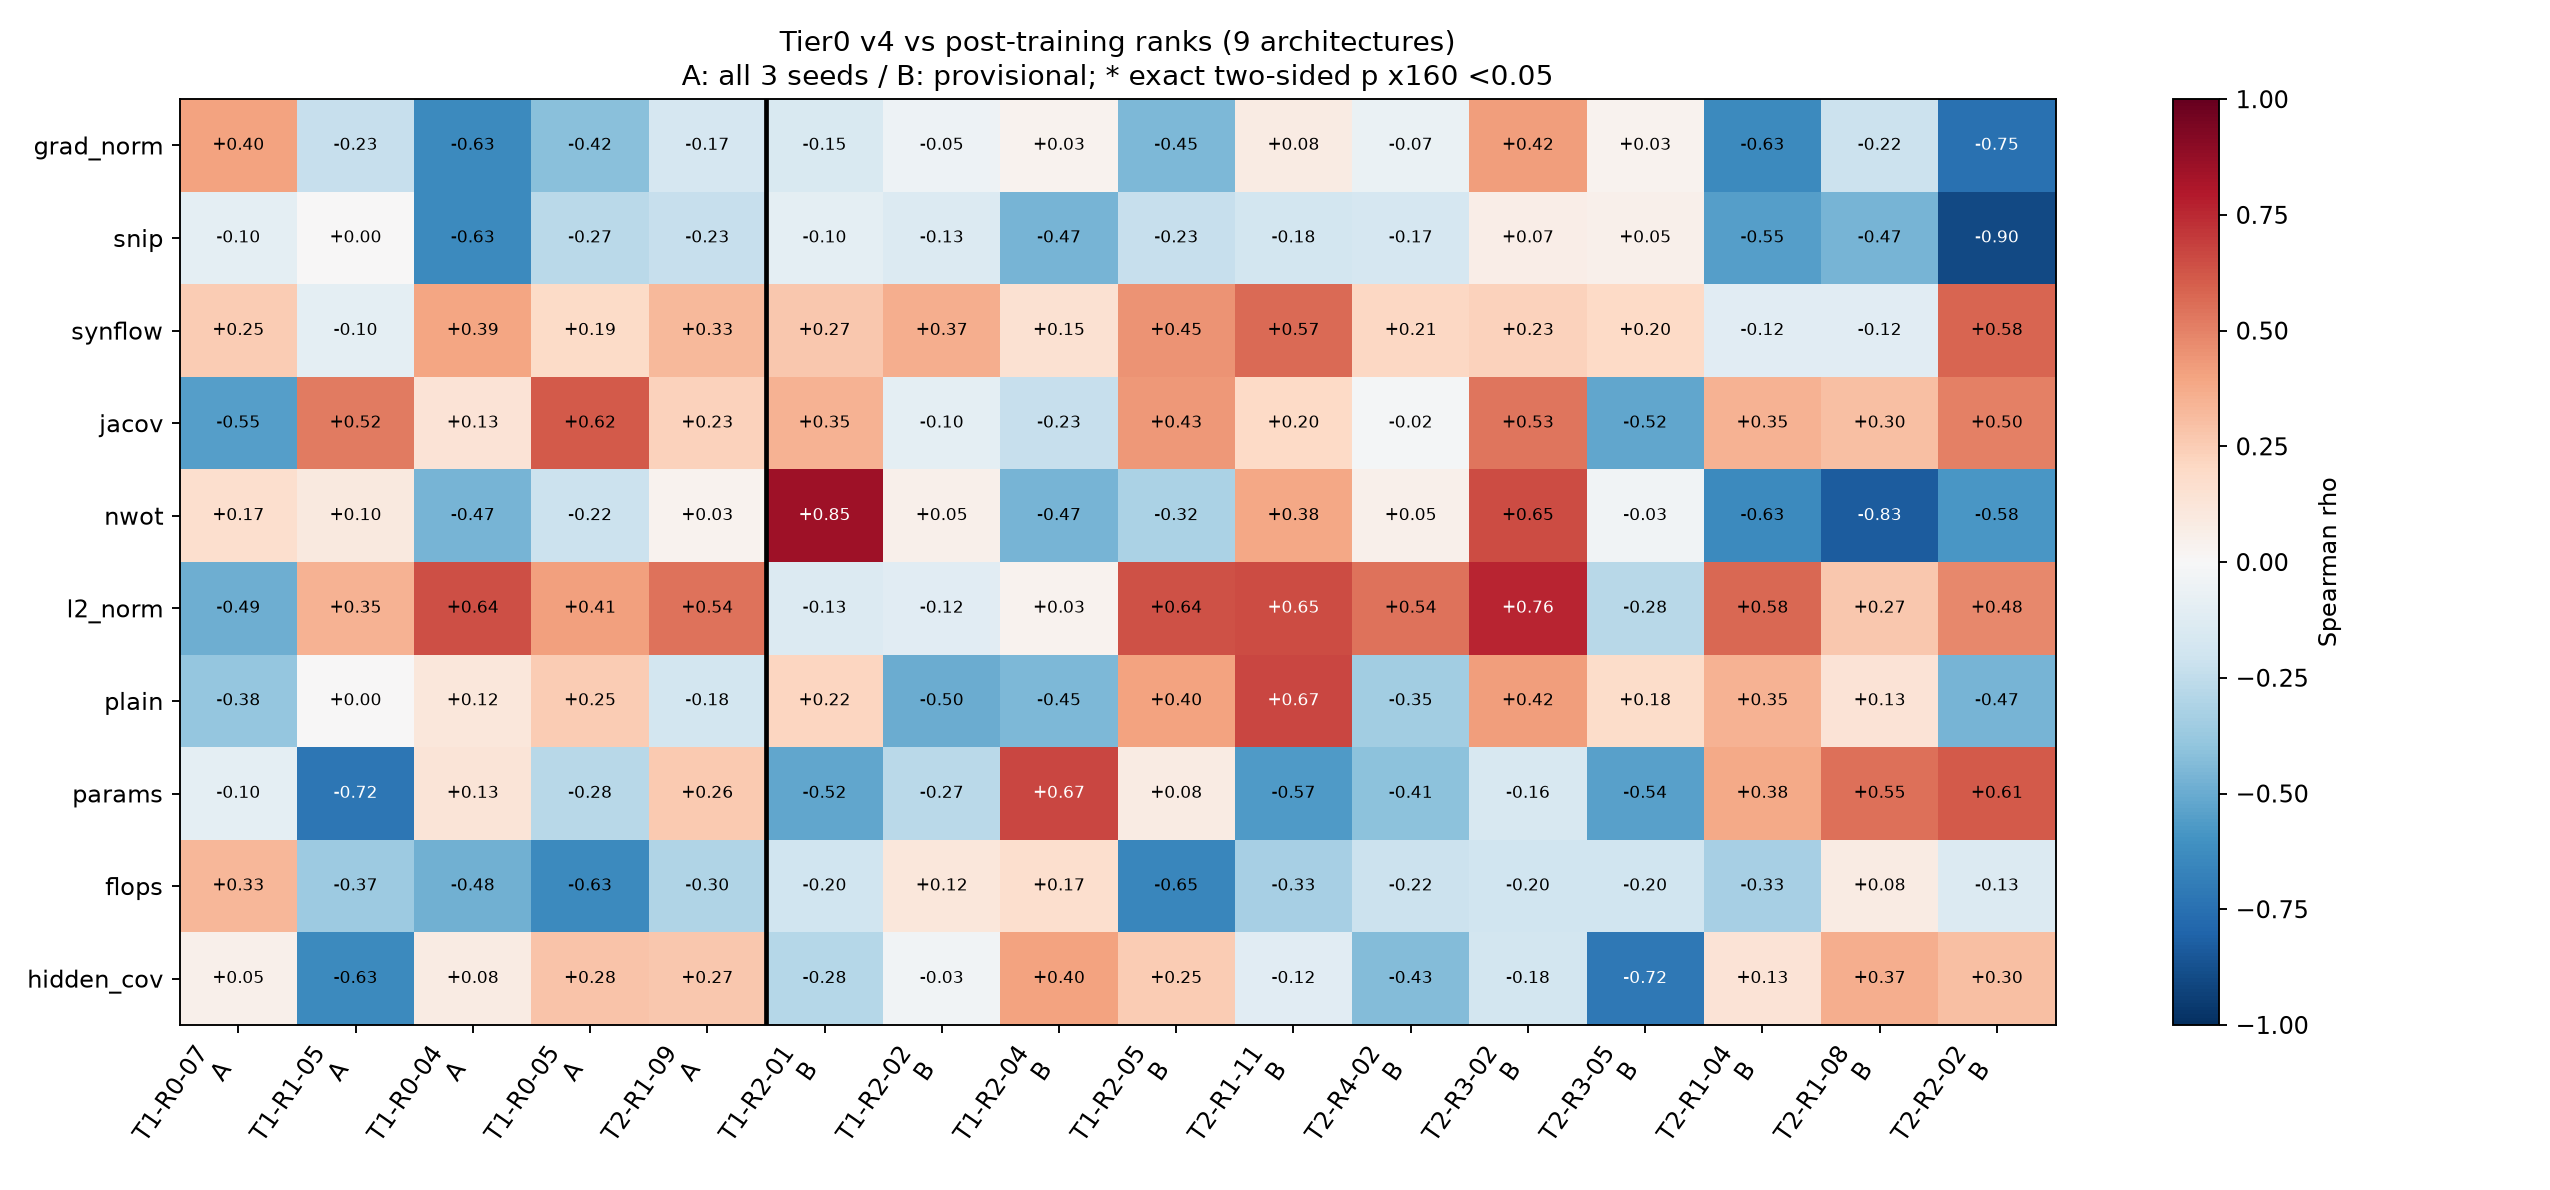 Tier0 v4 vs post-training ranks (9 architectures)
A: all 3 seeds / B: provisional; * exact two-sided p x160 <0.05
grad_norm +0.40 -0.23 -0.63 -0.42 -0.17 -0.15 -0.05 +0.03 -0.45 +0.08 -0.07 +0.42 +0.03 -0.63 -0.22 -0.75
snip -0.10 +0.00 -0.63 -0.27 -0.23 -0.10 -0.13 -0.47 -0.23 -0.18 -0.17 +0.07 +0.05 -0.55 -0.47 -0.90
synflow +0.25 -0.10 +0.39 +0.19 +0.33 +0.27 +0.37 +0.15 +0.45 +0.57 +0.21 +0.23 +0.20 -0.12 -0.12 +0.58
jacov -0.55 +0.52 +0.13 +0.62 +0.23 +0.35 -0.10 -0.23 +0.43 +0.20 -0.02 +0.53 -0.52 +0.35 +0.30 +0.50
nwot +0.17 +0.10 -0.47 -0.22 +0.03 +0.85 +0.05 -0.47 -0.32 +0.38 +0.05 +0.65 -0.03 -0.63 -0.83 -0.58
l2_norm -0.49 +0.35 +0.64 +0.41 +0.54 -0.13 -0.12 +0.03 +0.64 +0.65 +0.54 +0.76 -0.28 +0.58 +0.27 +0.48
plain -0.38 +0.00 +0.12 +0.25 -0.18 +0.22 -0.50 -0.45 +0.40 +0.67 -0.35 +0.42 +0.18 +0.35 +0.13 -0.47
params -0.10 -0.72 +0.13 -0.28 +0.26 -0.52 -0.27 +0.67 +0.08 -0.57 -0.41 -0.16 -0.54 +0.38 +0.55 +0.61
flops +0.33 -0.37 -0.48 -0.63 -0.30 -0.20 +0.12 +0.17 -0.65 -0.33 -0.22 -0.20 -0.20 -0.33 +0.08 -0.13
hidden_cov +0.05 -0.63 +0.08 +0.28 +0.27 -0.28 -0.03 +0.40 +0.25 -0.12 -0.43 -0.18 -0.72 +0.13 +0.37 +0.30
T1-R0-07
A
T1-R1-05
A
T1-R0-04
A
T1-R0-05
A
T2-R1-09
A
T1-R2-01
B
T1-R2-02
B
T1-R2-04
B
T1-R2-05
B
T2-R1-11
B
T2-R4-02
B
T2-R3-02
B
T2-R3-05
B
T2-R1-04
B
T2-R1-08
B
T2-R2-02
B
1.00
0.75
0.50
0.25
0.00
−0.25
−0.50
−0.75
−1.00
Spearman rho